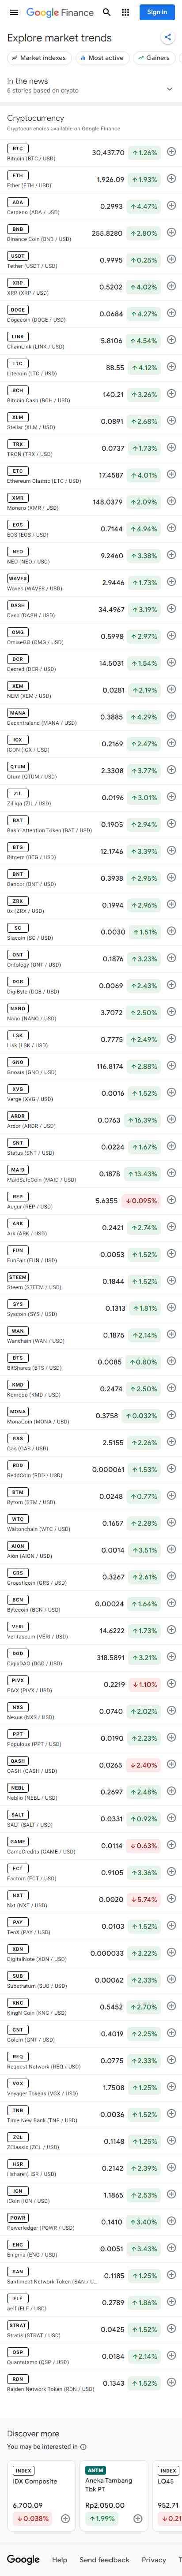 Google Finance
Sign in
Explore market trends
Market indexes
Most active
Gainers
In the news
6 stories based on crypto
Cryptocurrency
Cryptocurrencies available on Google Finance
BTC
Bitcoin (BTC / USD)
30,437.70 ↑1.26%
ETH
Ether (ETH / USD)
1,926.09 ↑1.93%
ADA
Cardano (ADA / USD)
0.2993 ↑4.47%
BNB
Binance Coin (BNB / USD)
255.8280 ↑2.80%
USDT
Tether (USDT / USD)
0.9995 ↑0.25%
XRP
XRP (XRP / USD)
0.5202 ↑4.02%
DOGE
Dogecoin (DOGE / USD)
0.0684 ↑4.27%
LINK
ChainLink (LINK / USD)
5.8106 ↑4.54%
LTC
Litecoin (LTC / USD)
88.55 ↑4.12%
BCH
Bitcoin Cash (BCH / USD)
140.21 ↑3.26%
XLM
Stellar (XLM / USD)
0.0891 ↑2.68%
TRX
TRON (TRX / USD)
0.0737 ↑1.73%
ETC
Ethereum Classic (ETC / USD)
17.4587 ↑4.01%
XMR
Monero (XMR / USD)
148.0379 ↑2.09%
EOS
EOS (EOS / USD)
0.7144 ↑4.94%
NEO
NEO (NEO / USD)
9.2460 ↑3.38%
WAVES
Waves (WAVES / USD)
2.9446 ↑1.73%
DASH
Dash (DASH / USD)
34.4967 ↑3.19%
OMG
OmiseGO (OMG / USD)
0.5998 ↑2.97%
DCR
Decred (DCR / USD)
14.5031 ↑1.54%
XEM
NEM (XEM / USD)
0.0281 ↑2.19%
MANA
Decentraland (MANA / USD)
0.3885 ↑4.29%
ICX
ICON (ICX / USD)
0.2169 ↑2.47%
QTUM
Qtum (QTUM / USD)
2.3308 ↑3.77%
ZIL
Zilliqa (ZIL / USD)
0.0196 ↑3.01%
BAT
Basic Attention Token (BAT / USD)
0.1905 ↑2.94%
BTG
Bitgem (BTG / USD)
12.1746 ↑3.39%
BNT
Bancor (BNT / USD)
0.3938 ↑2.95%
ZRX
0x (ZRX / USD)
0.1994 ↑2.96%
SC
Siacoin (SC / USD)
0.0030 ↑1.51%
ONT
Ontology (ONT / USD)
0.1876 ↑3.23%
DGB
DigiByte (DGB / USD)
0.0069 ↑2.43%
NANO
Nano (NANO / USD)
3.7072 ↑2.50%
LSK
Lisk (LSK / USD)
0.7775 ↑2.49%
GNO
Gnosis (GNO / USD)
116.8174 ↑2.88%
XVG
Verge (XVG / USD)
0.0016 ↑1.52%
ARDR
Ardor (ARDR / USD)
0.0763 ↑16.39%
SNT
Status (SNT / USD)
0.0224 ↑1.67%
MAID
MaidSafeCoin (MAID / USD)
0.1878 ↑13.43%
REP
Augur (REP / USD)
5.6355 ↓0.095%
ARK
Ark (ARK / USD)
0.2421 ↑2.74%
FUN
FunFair (FUN / USD)
0.0053 ↑1.52%
STEEM
Steem (STEEM / USD)
0.1844 ↑1.52%
SYS
Syscoin (SYS / USD)
0.1313 ↑1.81%
WAN
Wanchain (WAN / USD)
0.1875 ↑2.14%
BTS
BitShares (BTS / USD)
0.0085 ↑0.80%
KMD
Komodo (KMD / USD)
0.2474 ↑2.50%
MONA
MonaCoin (MONA / USD)
0.3758 ↑0.032%
GAS
Gas (GAS / USD)
2.5155 ↑2.26%
RDD
ReddCoin (RDD / USD)
0.000061 ↑1.53%
BTM
Bytom (BTM / USD)
0.0248 ↑0.77%
WTC
Waltonchain (WTC / USD)
0.1657 ↑2.28%
AION
Aion (AION / USD)
0.0014 ↑3.51%
GRS
Groestlcoin (GRS / USD)
0.3267 ↑2.61%
BCN
Bytecoin (BCN / USD)
0.00024 ↑1.64%
VERI
Veritaseum (VERI / USD)
14.6222 ↑1.73%
DGD
DigixDAO (DGD / USD)
318.5891 ↑3.21%
PIVX
PIVX (PIVX / USD)
0.2219 ↓1.10%
NXS
Nexus (NXS / USD)
0.0740 ↑2.02%
PPT
Populous (PPT / USD)
0.0190 ↑2.23%
QASH
QASH (QASH / USD)
0.0265 ↓2.40%
NEBL
Neblio (NEBL / USD)
0.2697 ↑2.48%
SALT
SALT (SALT / USD)
0.0331 ↑0.92%
GAME
GameCredits (GAME / USD)
0.0114 ↓0.63%
FCT
Factom (FCT / USD)
0.9105 ↑3.36%
NXT
Nxt (NXT / USD)
0.0020 ↓5.74%
PAY
TenX (PAY / USD)
0.0103 ↑1.52%
XDN
DigitalNote (XDN / USD)
0.000033 ↑3.22%
SUB
Substratum (SUB / USD)
0.00062 ↑2.33%
KNC
KingN Coin (KNC / USD)
0.5452 ↑2.70%
GNT
Golem (GNT / USD)
0.4019 ↑2.25%
REQ
Request Network (REQ / USD)
0.0775 ↑2.33%
VGX
Voyager Tokens (VGX / USD)
1.7508 ↑1.25%
TNB
Time New Bank (TNB / USD)
0.0036 ↑1.52%
ZCL
ZClassic (ZCL / USD)
0.1148 ↑1.25%
HSR
Hshare (HSR / USD)
0.2142 ↑2.39%
ICN
iCoin (ICN / USD)
1.1865 ↑2.53%
POWR
Powerledger (POWR / USD)
0.1410 ↑3.40%
ENG
Enigma (ENG / USD)
0.0051 ↑3.43%
SAN
Santiment Network Token (SAN / U...
0.1185 ↑1.25%
ELF
aelf (ELF / USD)
0.2789 ↑1.86%
STRAT
Stratis (STRAT / USD)
0.0425 ↑1.52%
QSP
Quantstamp (QSP / USD)
0.0184 ↑2.14%
RDN
Raiden Network Token (RDN / USD)
0.1343 ↑1.52%
Discover more
You may be interested in
INDEX
IDX Composite
6,700.09
↓0.038%
ANTM
Aneka Tambang
Tbk PT
Rp2,050.00
↑1.99%
INDEX
LQ45
952.71
↓0.21
Google Help Send feedback Privacy T